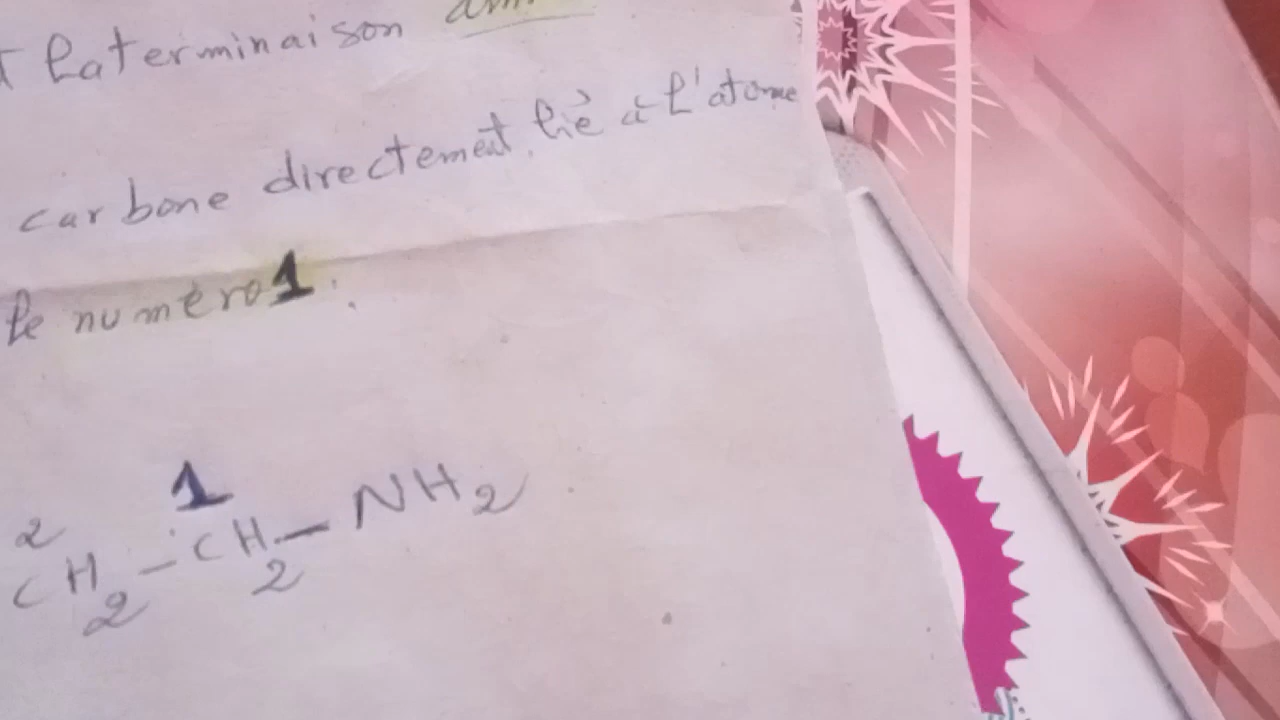 la terminaison
carbone directement lié à l'atome
le numéro 1.
2 1
CH2 - CH2 - NH2